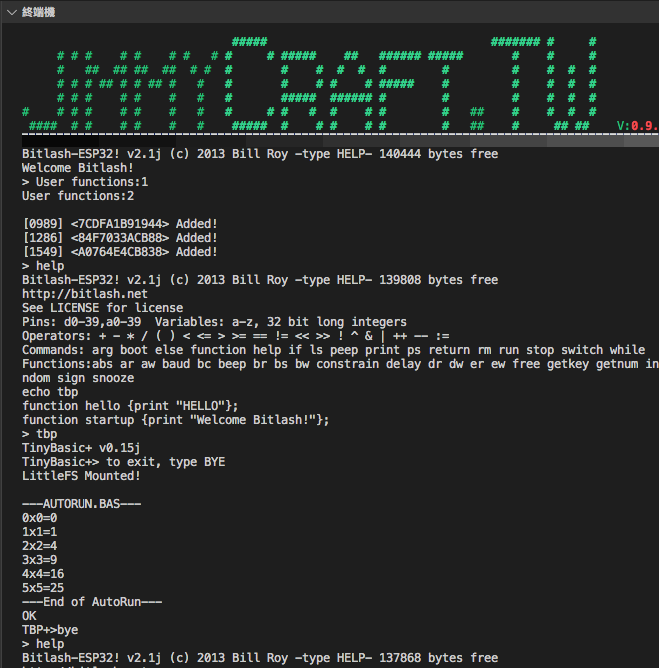 終端機
V:0.9.
Bitlash-ESP32! v2.1j (c) 2013 Bill Roy -type HELP- 140444 bytes free
Welcome Bitlash!
> User functions:1
User functions:2
[0989] <7CDFA1B91944> Added!
[1286] <84F7033ACB88> Added!
[1549] <A0764E4CB838> Added!
> help
Bitlash-ESP32! v2.1j (c) 2013 Bill Roy -type HELP- 139808 bytes free
http://bitlash.net
See LICENSE for license
Pins: d0-39,a0-39  Variables: a-z, 32 bit long integers
Operators: + - * / ( ) < <= > >= == != << >> ! ^ & | ++ -- :=
Commands: arg boot else function help if ls peep print ps return rm run stop switch while
Functions:abs ar aw baud bc beep br bs bw constrain delay dr dw er ew free getkey getnum in
ndom sign snooze
echo tbp
function hello {print "HELLO"};
function startup {print "Welcome Bitlash!"};
> tbp
TinyBasic+ v0.15j
TinyBasic+> to exit, type BYE
LittleFS Mounted!
---AUTORUN.BAS---
0x0=0
1x1=1
2x2=4
3x3=9
4x4=16
5x5=25
---End of AutoRun---
OK
TBP+>bye
> help
Bitlash-ESP32! v2.1j (c) 2013 Bill Roy -type HELP- 137868 bytes free